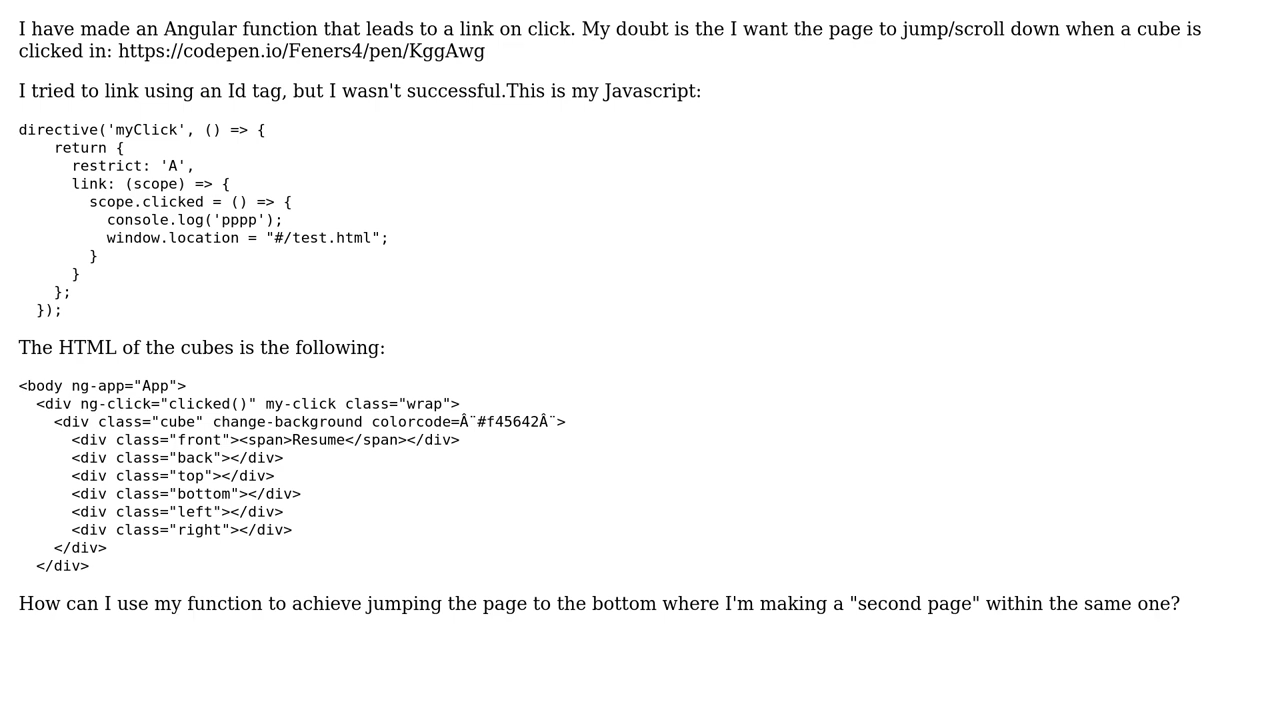 I have made an Angular function that leads to a link on click. My doubt is the I want the page to jump/scroll down when a cube is
clicked in: https://codepen.io/Feners4/pen/KggAwg
I tried to link using an Id tag, but I wasn't successful.This is my Javascript:
directive('myClick', () => {
    return {
      restrict: 'A',
      link: (scope) => {
        scope.clicked = () => {
          console.log('pppp');
          window.location = "#/test.html";
        }
      }
    };
  });
The HTML of the cubes is the following:
<body ng-app="App">
  <div ng-click="clicked()" my-click class="wrap">
    <div class="cube" change-background colorcode=Â¨#f45642Â¨>
      <div class="front"><span>Resume</span></div>
      <div class="back"></div>
      <div class="top"></div>
      <div class="bottom"></div>
      <div class="left"></div>
      <div class="right"></div>
    </div>
  </div>
How can I use my function to achieve jumping the page to the bottom where I'm making a "second page" within the same one?